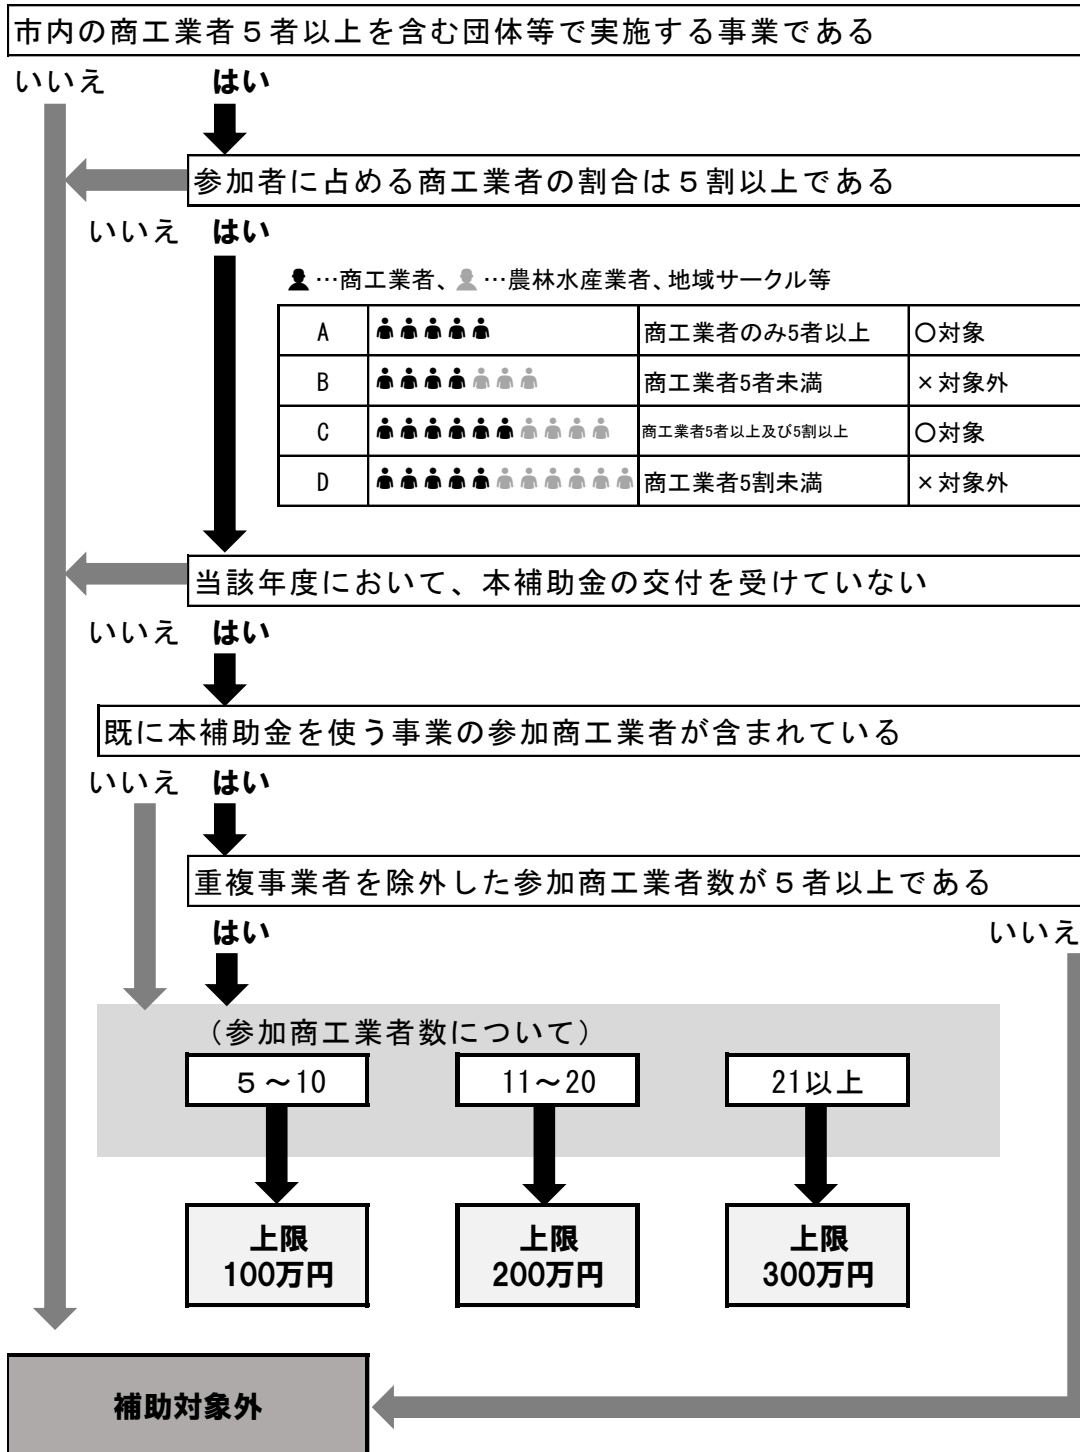 市内の商工業者５者以上を含む団体等で実施する事業である
いいえ はい
参加者に占める商工業者の割合は５割以上である
いいえ はい
…商工業者、 …農林水産業者、地域サークル等
A 商工業者のみ5者以上 〇対象
B 商工業者5者未満 ×対象外
C 商工業者5者以上及び5割以上 〇対象
D 商工業者5割未満 ×対象外
当該年度において、本補助金の交付を受けていない
いいえ はい
既に本補助金を使う事業の参加商工業者が含まれている
いいえ はい
重複事業者を除外した参加商工業者数が５者以上である
はい いいえ
（参加商工業者数について）
５～10 11～20 21以上
上限 上限 上限
100万円 200万円 300万円
補助対象外